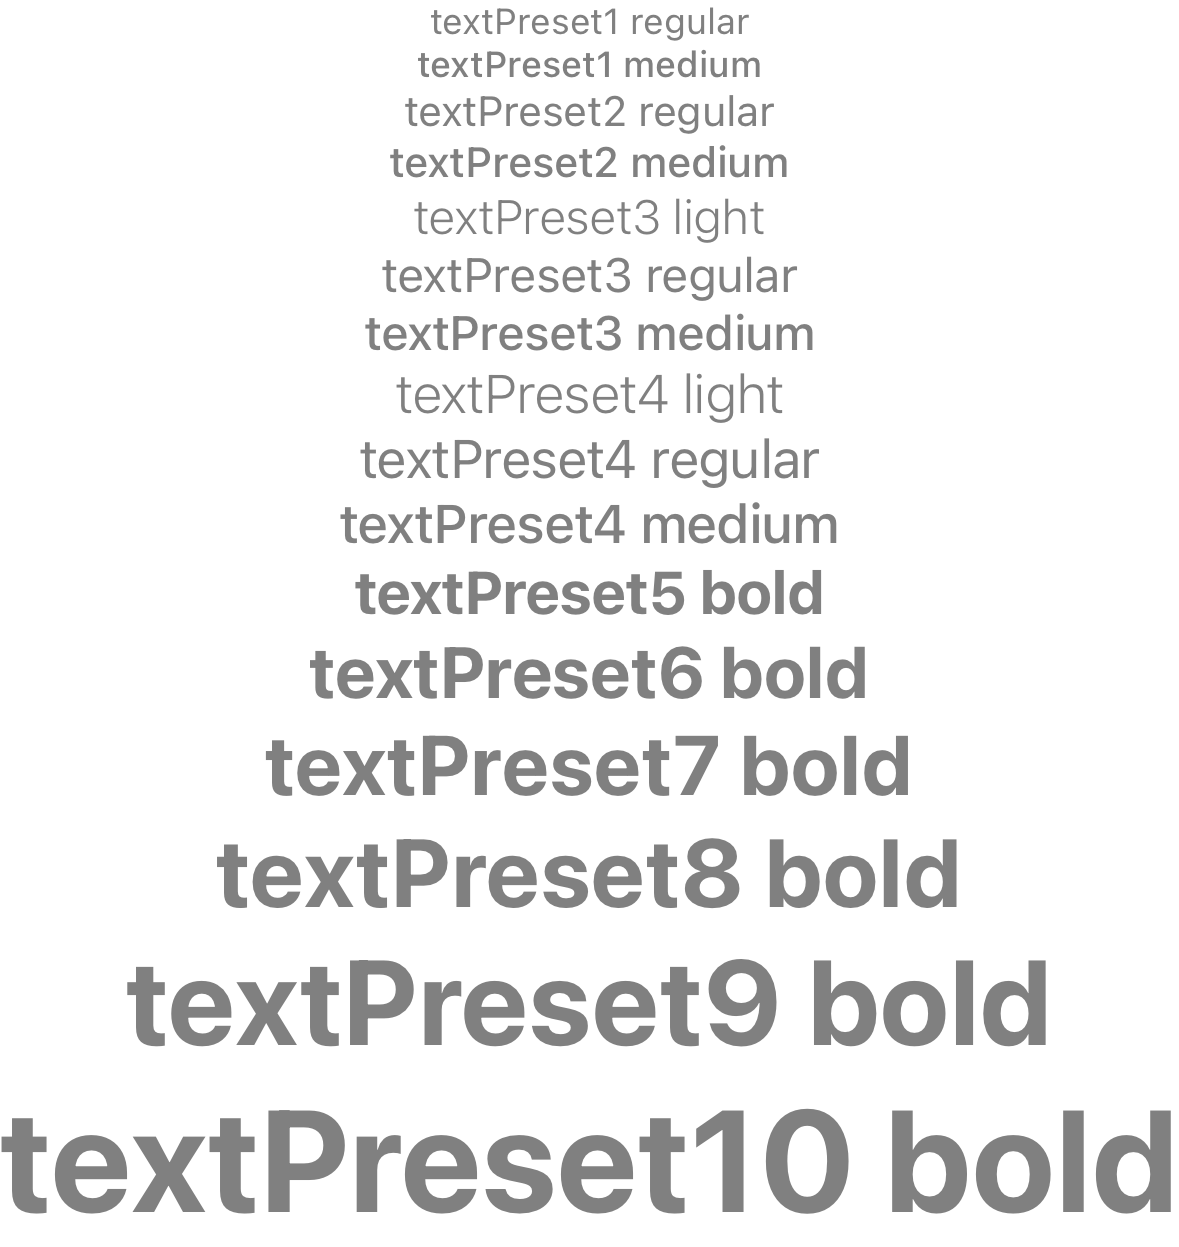 textPreset1 regular
textPreset1 medium
textPreset2 regular
textPreset2 medium
textPreset3 light
textPreset3 regular
textPreset3 medium
textPreset4 light
textPreset4 regular
textPreset4 medium
textPreset5 bold
textPreset6 bold
textPreset7 bold
textPreset8 bold
textPreset9 bold
textPreset10 bold